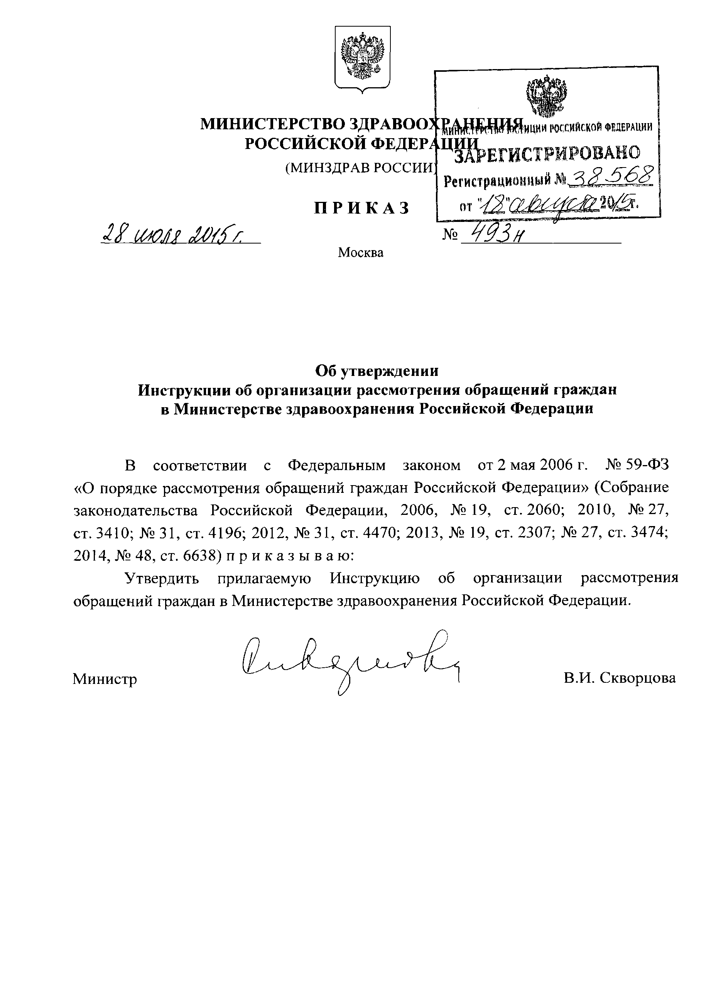 МИНИСТЕРСТВО ЗДРАВООХРАНЕНИЯ
РОССИЙСКОЙ ФЕДЕРАЦИИ
(МИНЗДРАВ РОССИИ)
МИНИСТЕРСТВО ЮСТИЦИИ РОССИЙСКОЙ ФЕДЕРАЦИИ
ЗАРЕГИСТРИРОВАНО
Регистрационный № 38568
от "18" августа 2015г.
П Р И К А З
28 июля 2015 г.
№ 493н
Москва
Об утверждении
Инструкции об организации рассмотрения обращений граждан
в Министерстве здравоохранения Российской Федерации
В соответствии с Федеральным законом от 2 мая 2006 г. № 59-ФЗ
«О порядке рассмотрения обращений граждан Российской Федерации» (Собрание
законодательства Российской Федерации, 2006, № 19, ст. 2060; 2010, № 27,
ст. 3410; № 31, ст. 4196; 2012, № 31, ст. 4470; 2013, № 19, ст. 2307; № 27, ст. 3474;
2014, № 48, ст. 6638) п р и к а з ы в а ю:
Утвердить прилагаемую Инструкцию об организации рассмотрения
обращений граждан в Министерстве здравоохранения Российской Федерации.
Министр
В.И. Скворцова